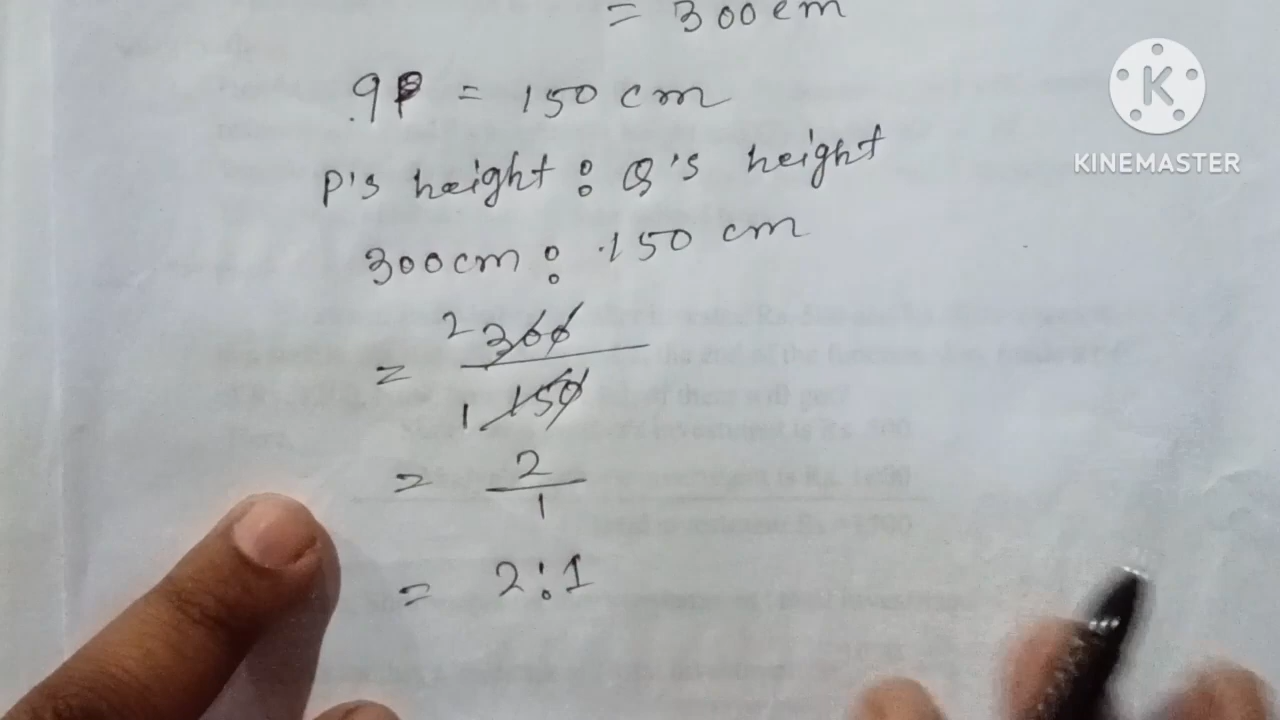 = 300 cm
.9P = 150 cm
KINEMASTER
P's height : Q's height
300cm : .150 cm
2 300
=
1 150
= 2
1
= 2:1